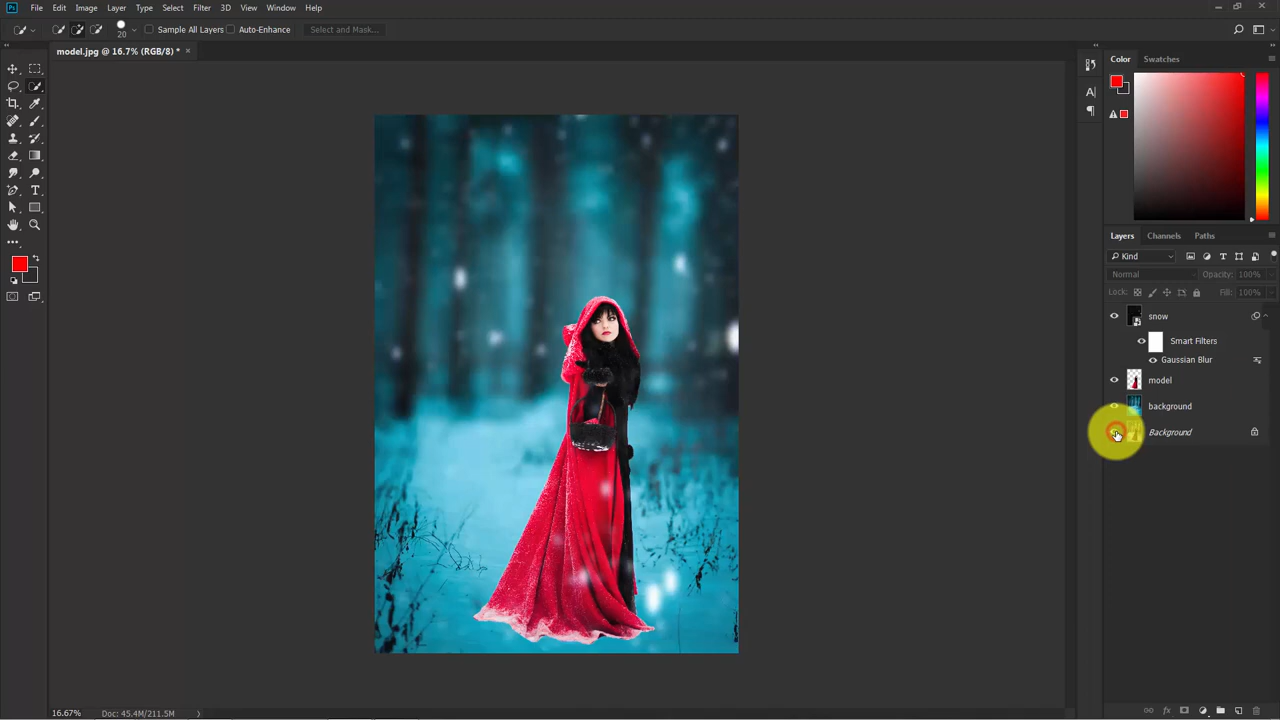 Ps File Edit Image Layer Type Select Filter 3D View Window Help
20 Sample All Layers Auto-Enhance Select and Mask...
model.jpg @ 16.7% (RGB/8) * ×
Color Swatches
Layers Channels Paths
Kind
Normal Opacity: 100%
Lock: Fill: 100%
snow
Smart Filters
Gaussian Blur
model
background
Background
16.67% Doc: 45.4M/211.5M